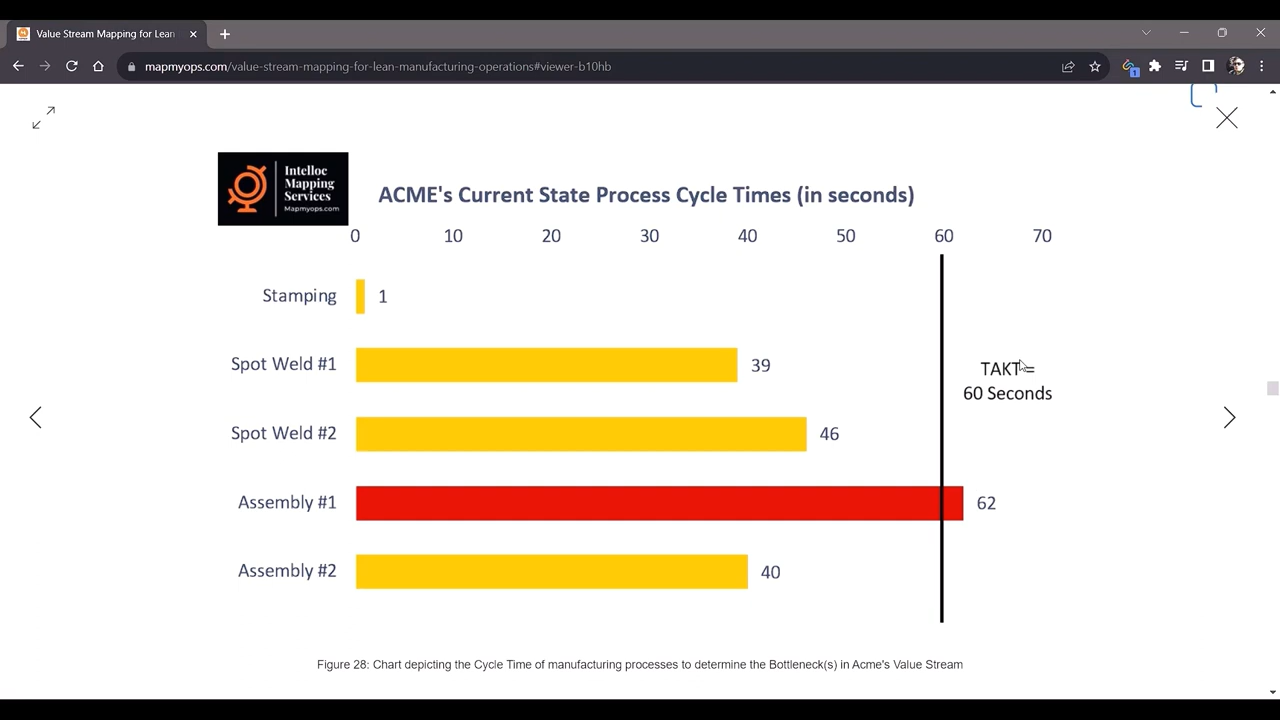 Value Stream Mapping for Lean
mapmyops.com/value-stream-mapping-for-lean-manufacturing-operations#viewer-b10hb
1
Intelloc
Mapping
Services
Mapmyops.com
ACME's Current State Process Cycle Times (in seconds)
0 10 20 30 40 50 60 70
Stamping 1
Spot Weld #1 39
TAKT =
60 Seconds
Spot Weld #2 46
Assembly #1 62
Assembly #2 40
Figure 28: Chart depicting the Cycle Time of manufacturing processes to determine the Bottleneck(s) in Acme's Value Stream